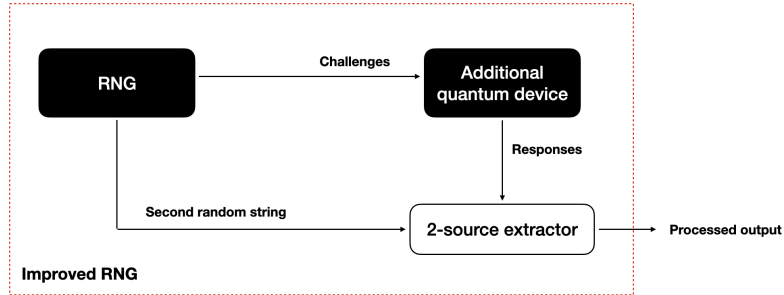 RNG
Challenges
Additional
quantum device
Responses
Second random string
2-source extractor
Processed output
Improved RNG